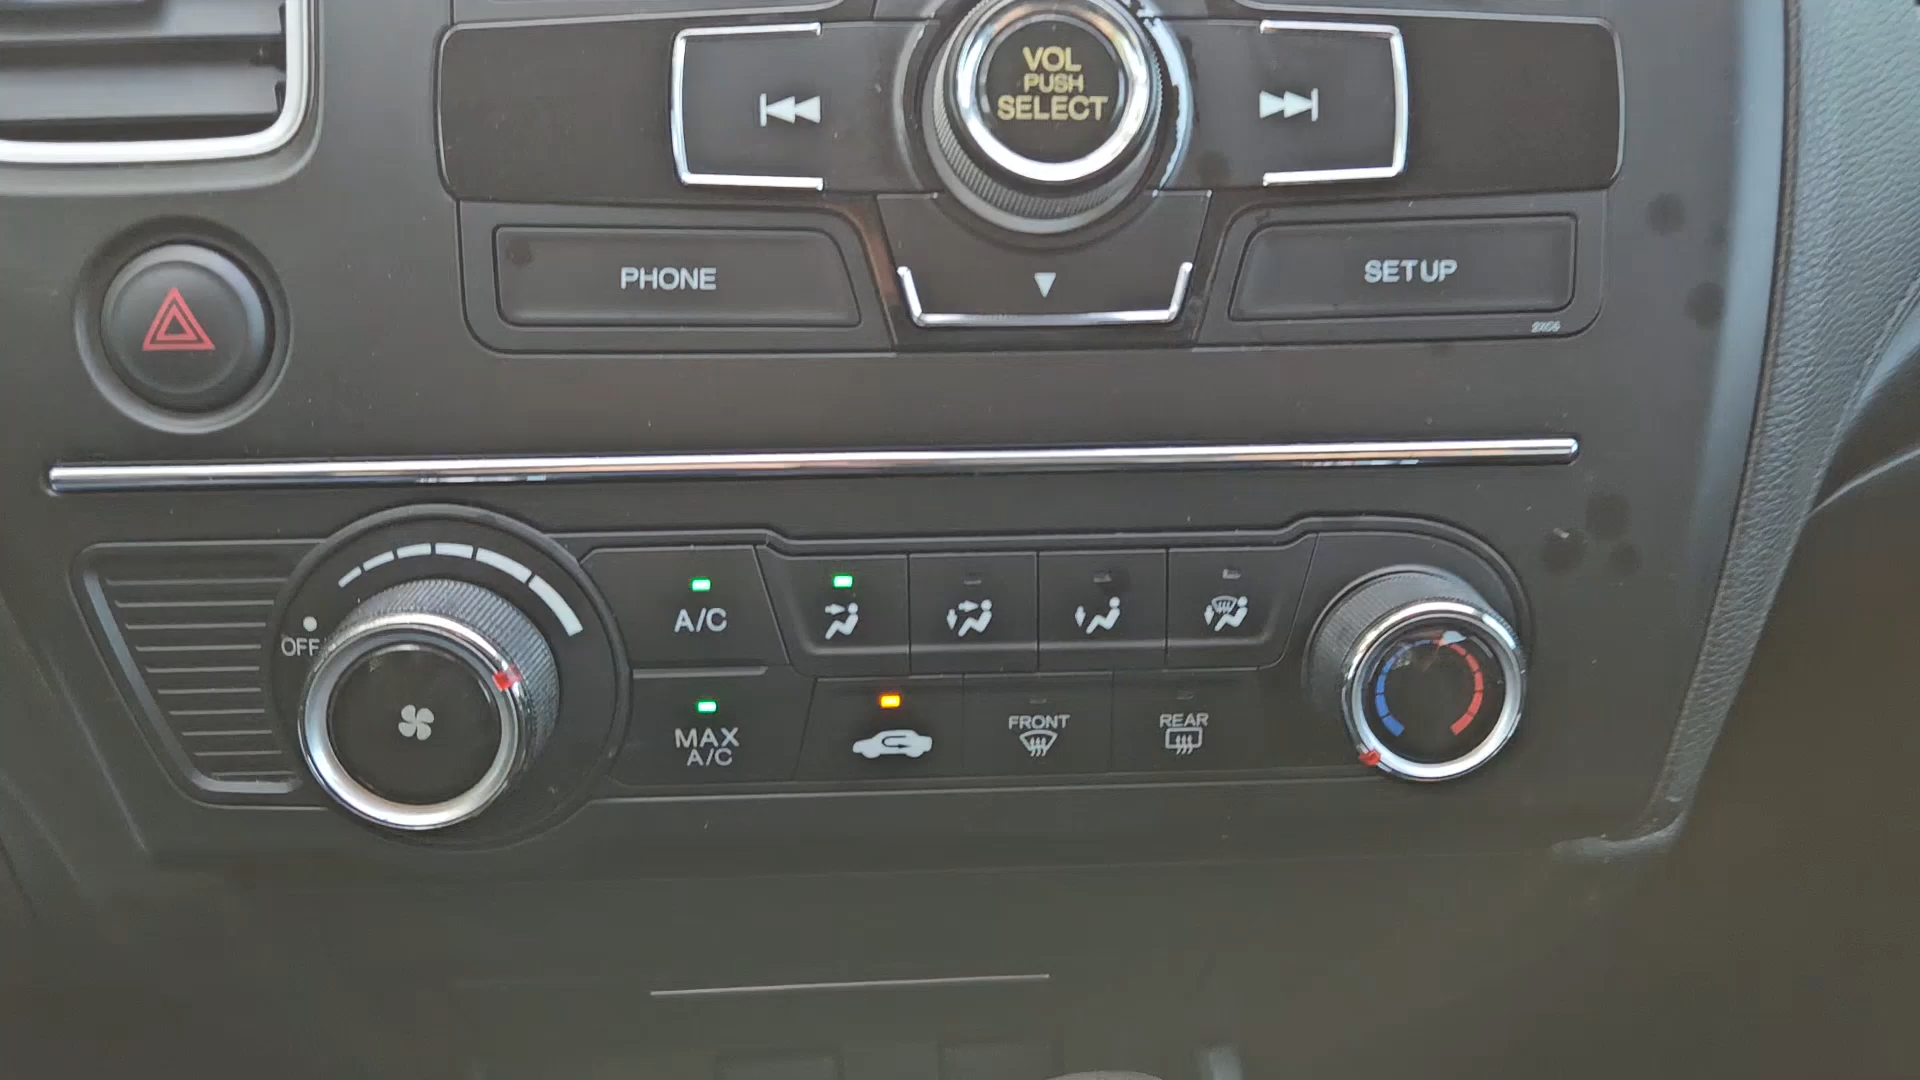 VOL
PUSH
SELECT
PHONE
SETUP
OFF
A/C
MAX
A/C
FRONT
REAR